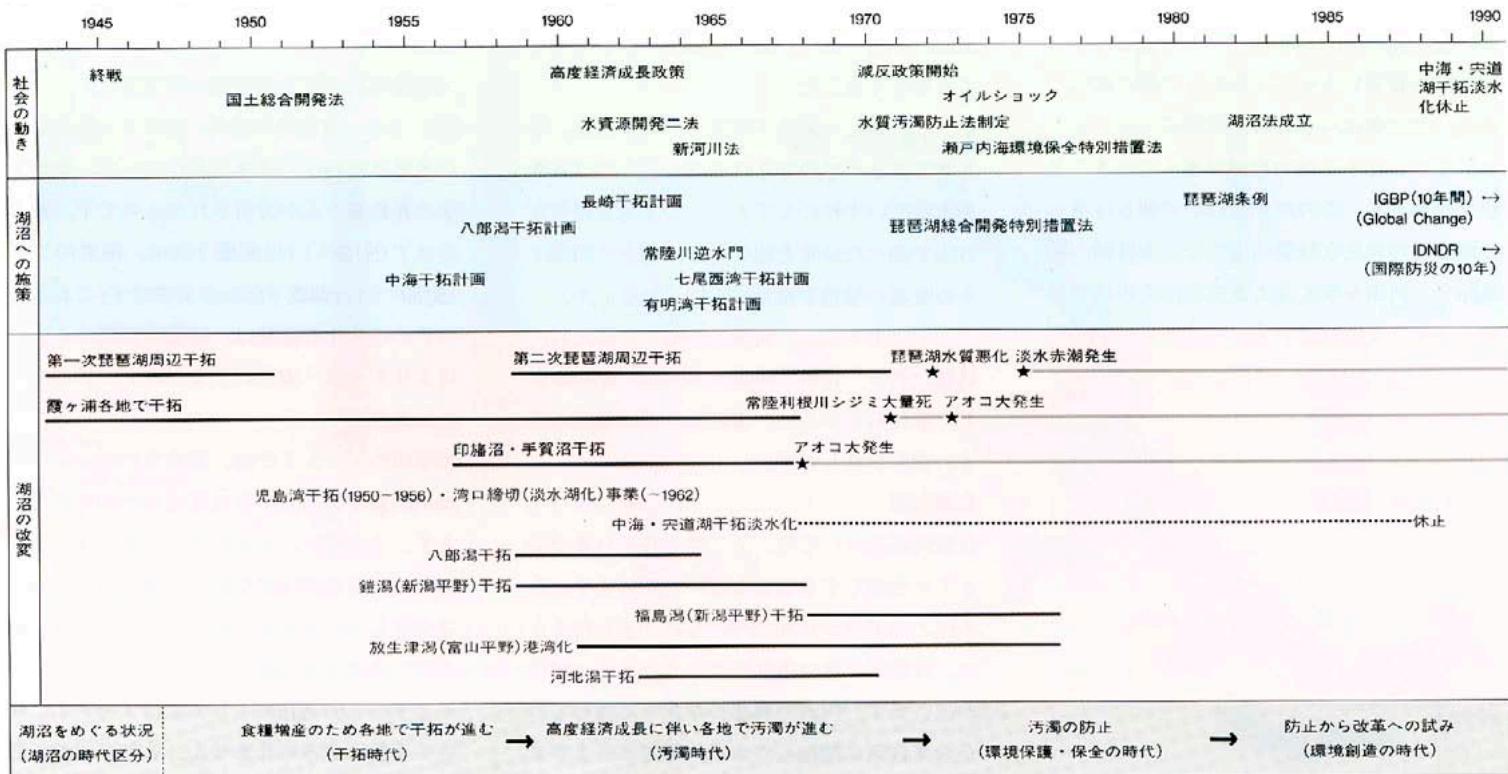 1945 1950 1955 1960 1965 1970 1975 1980 1985 1990
社会の動き
終戦 高度経済成長政策 減反政策開始 中海・宍道
湖干拓淡水
化休止
国土総合開発法 オイルショック
水資源開発二法 水質汚濁防止法制定 湖沼法成立
新河川法 瀬戸内海環境保全特別措置法
湖沼への施策
長崎干拓計画 琵琶湖条例 IGBP(10年間)→
(Global Change)
八郎潟干拓計画 琵琶湖総合開発特別措置法
常陸川逆水門 IDNDR →
(国際防災の10年)
中海干拓計画 七尾西湾干拓計画
有明湾干拓計画
湖沼の改変
第一次琵琶湖周辺干拓 第二次琵琶湖周辺干拓 琵琶湖水質悪化 淡水赤潮発生
★ ★
霞ヶ浦各地で干拓 常陸利根川シジミ大量死 アオコ大発生
★ ★
印旛沼・手賀沼干拓 アオコ大発生
★
児島湾干拓(1950−1956)・湾口締切(淡水湖化)事業(~1962)
中海・宍道湖干拓淡水化 休止
八郎潟干拓
鎧潟(新潟平野)干拓
福島潟(新潟平野)干拓
放生津潟(富山平野)港湾化
河北潟干拓
湖沼をめぐる状況
(湖沼の時代区分)
食糧増産のため各地で干拓が進む
(干拓時代)
→
高度経済成長に伴い各地で汚濁が進む
(汚濁時代)
→
汚濁の防止
(環境保護・保全の時代)
→
防止から改革への試み
(環境創造の時代)